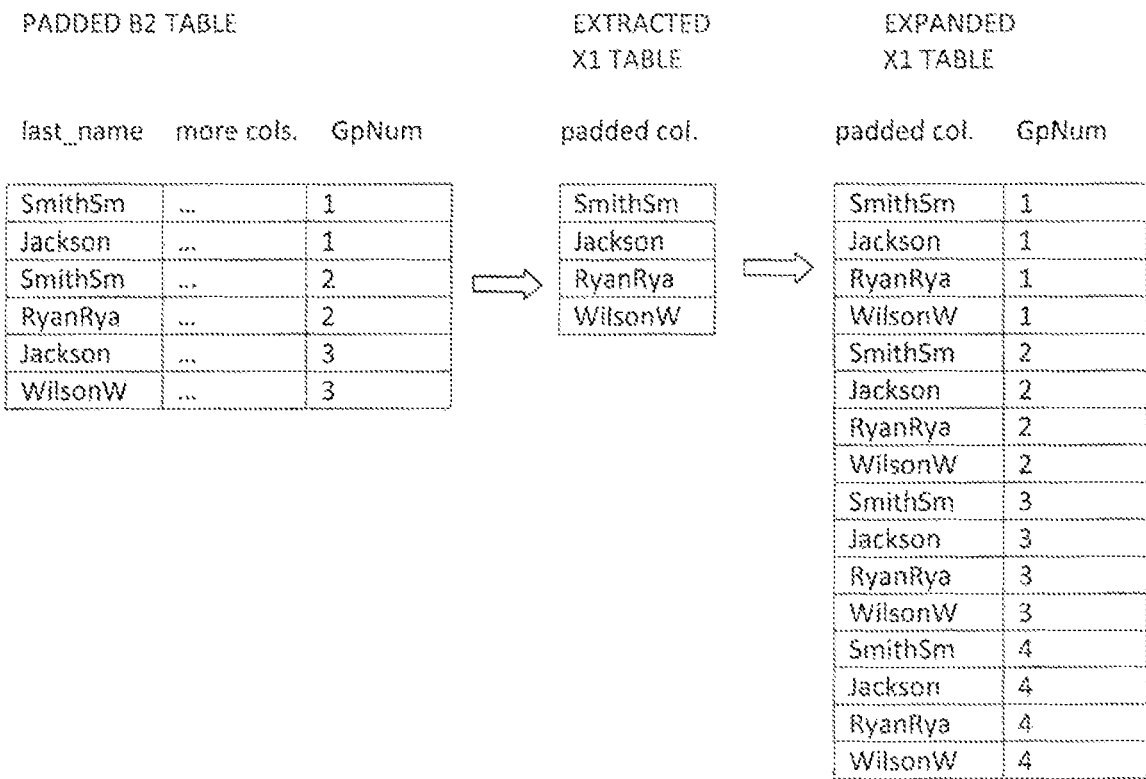 PADDED B2 TABLE
EXTRACTED
X1 TABLE
EXPANDED
X1 TABLE
last_name more cols. GpNum
padded col.
padded col. GpNum
SmithSm ... 1
Jackson ... 1
SmithSm ... 2
RyanRya ... 2
Jackson ... 3
WilsonW ... 3
SmithSm
Jackson
RyanRya
WilsonW
SmithSm 1
Jackson 1
RyanRya 1
WilsonW 1
SmithSm 2
Jackson 2
RyanRya 2
WilsonW 2
SmithSm 3
Jackson 3
RyanRya 3
WilsonW 3
SmithSm 4
Jackson 4
RyanRya 4
WilsonW 4